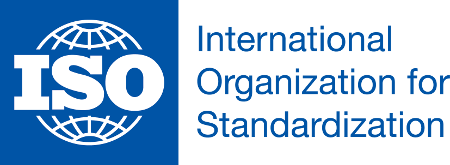 ISO
International
Organization for
Standardization